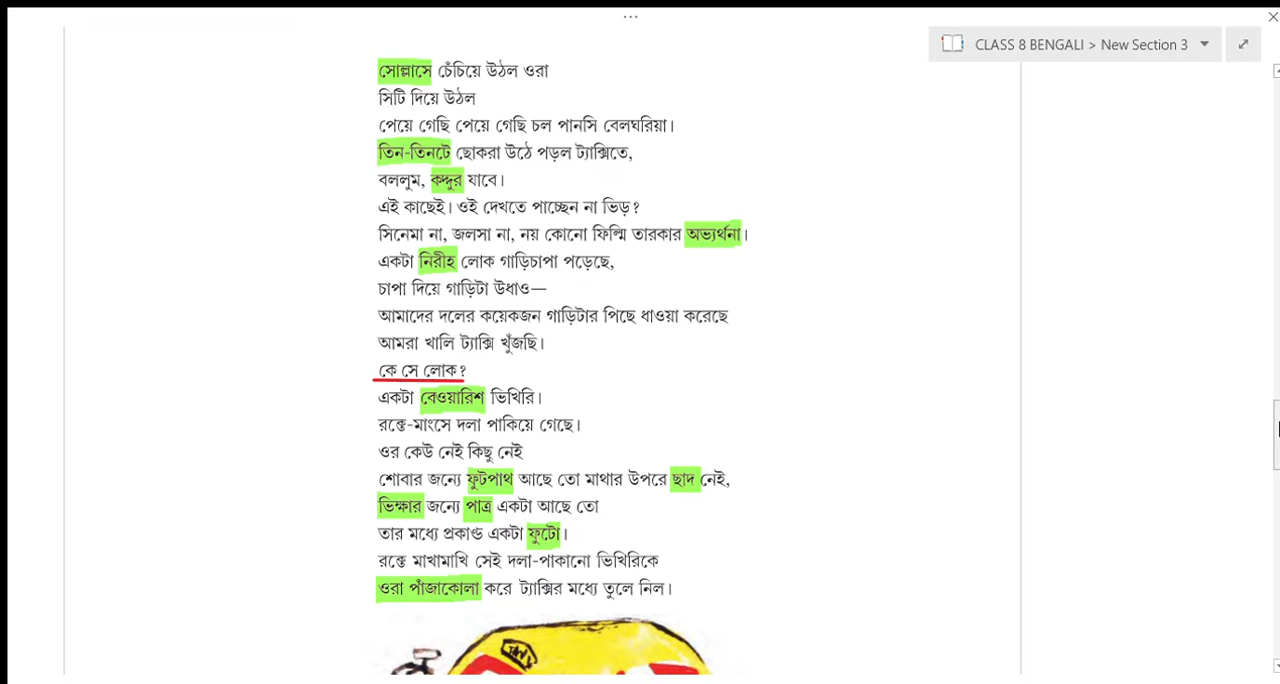 ...
CLASS 8 BENGALI > New Section 3
সোল্লাসে চেঁচিয়ে উঠল ওরা
সিটি দিয়ে উঠল
পেয়ে গেছি পেয়ে গেছি চল পানসি বেলঘরিয়া।
তিন-তিনটে ছোকরা উঠে পড়ল ট্যাক্সিতে,
বললুম, কদ্দুর যাবে।
এই কাছেই। ওই দেখতে পাচ্ছেন না ভিড়?
সিনেমা না, জলসা না, নয় কোনো ফিল্মি তারকার অভ্যর্থনা।
একটা নিরীহ লোক গাড়িচাপা পড়েছে,
চাপা দিয়ে গাড়িটা উধাও—
আমাদের দলের কয়েকজন গাড়িটার পিছে ধাওয়া করেছে
আমরা খালি ট্যাক্সি খুঁজছি।
কে সে লোক?
একটা বেওয়ারিশ ভিখিরি।
রক্তে-মাংসে দলা পাকিয়ে গেছে।
ওর কেউ নেই কিছু নেই
শোবার জন্যে ফুটপাথ আছে তো মাথার উপরে ছাদ নেই,
ভিক্ষার জন্যে পাত্র একটা আছে তো
তার মধ্যে প্রকাণ্ড একটা ফুটো।
রক্তে মাখামাখি সেই দলা-পাকানো ভিখিরিকে
ওরা পাঁজাকোলা করে ট্যাক্সির মধ্যে তুলে নিল।